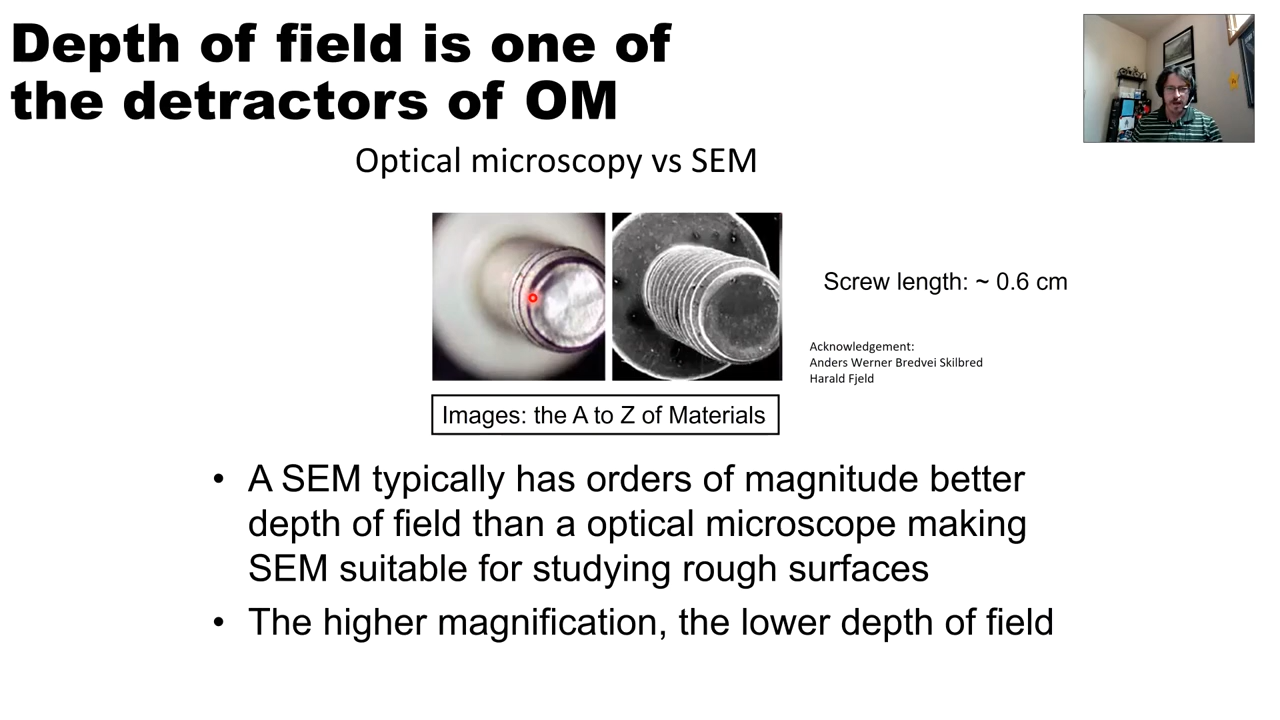 Depth of field is one of
the detractors of OM
Optical microscopy vs SEM
Screw length: ~ 0.6 cm
Acknowledgement:
Anders Werner Bredvei Skilbred
Harald Fjeld
Images: the A to Z of Materials
• A SEM typically has orders of magnitude better
depth of field than a optical microscope making
SEM suitable for studying rough surfaces
• The higher magnification, the lower depth of field